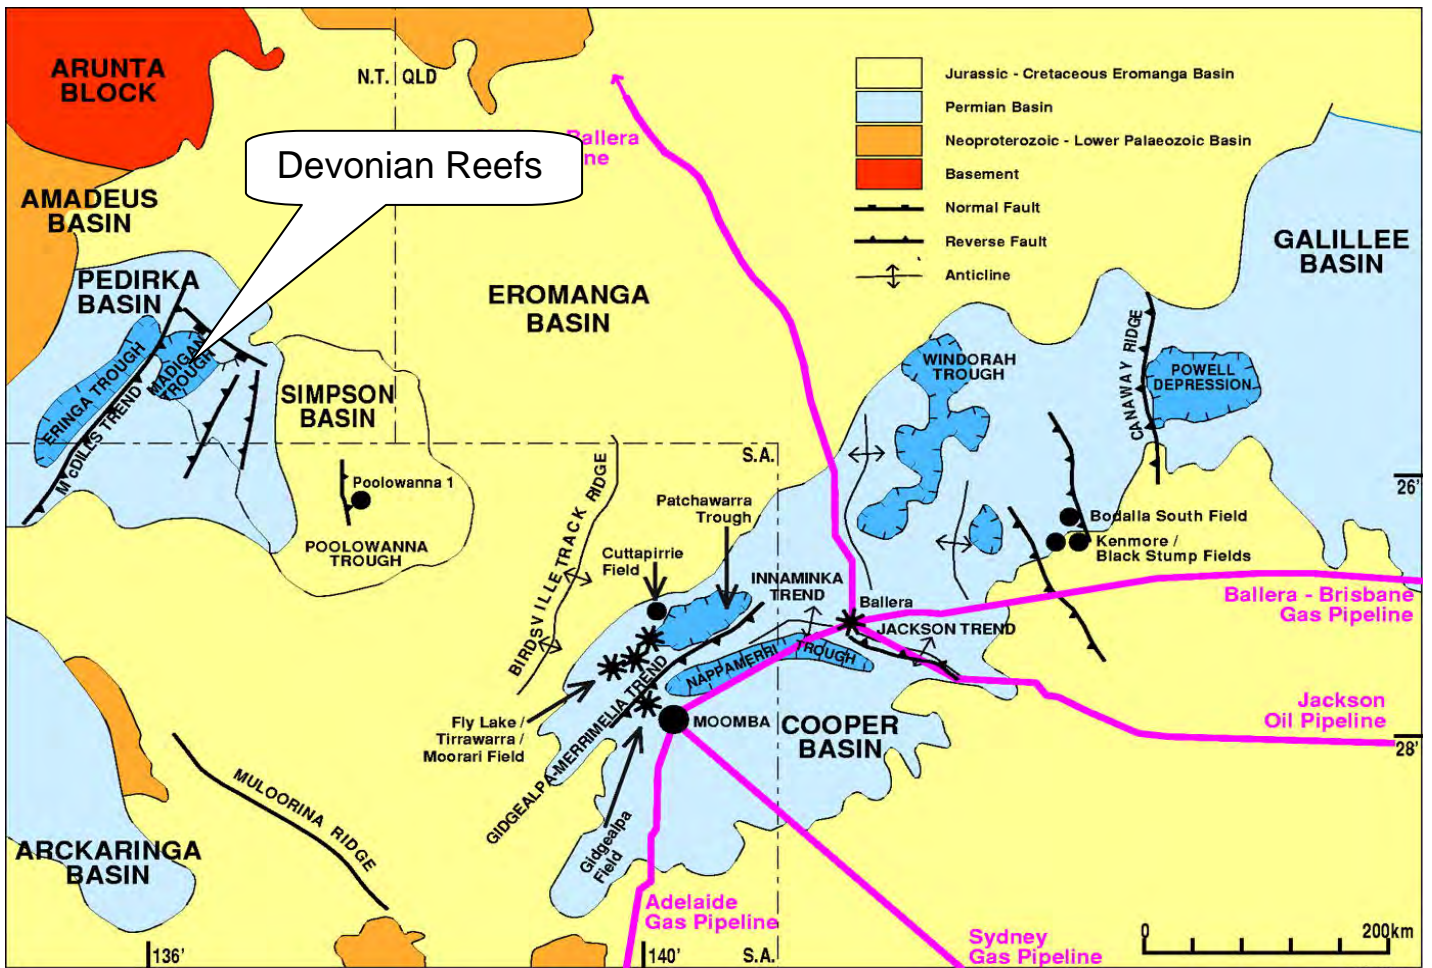 ARUNTA
BLOCK
N.T.
QLD
Ballera
ne
Devonian Reefs
AMADEUS
BASIN
PEDIRKA
BASIN
ERINGA TROUGH
MADIGAN
TROUGH
McDILLS TREND
SIMPSON
BASIN
Poolowanna 1
POOLOWANNA
TROUGH
EROMANGA
BASIN
Jurassic - Cretaceous Eromanga Basin
Permian Basin
Neoproterozoic - Lower Palaeozoic Basin
Basement
Normal Fault
Reverse Fault
Anticline
GALILLEE
BASIN
WINDORAH
TROUGH
CANAWAY RIDGE
POWELL
DEPRESSION
S.A.
26'
BIRDSVILLE TRACK RIDGE
Patchawarra
Trough
Cuttapirrie
Field
INNAMINKA
TREND
Bodalla South Field
Kenmore /
Black Stump Fields
Ballera
Ballera - Brisbane
Gas Pipeline
JACKSON TREND
NAPPAMERRI TROUGH
Fly Lake /
Tirrawarra /
Moorari Field
GIDGEALPA-MERRIMELIA TREND
MOOMBA
COOPER
BASIN
Jackson
Oil Pipeline
28'
MULOORINA RIDGE
Gidgealpa
Field
ARCKARINGA
BASIN
Adelaide
Gas Pipeline
Sydney
Gas Pipeline
136'
140'
S.A.
0
200km